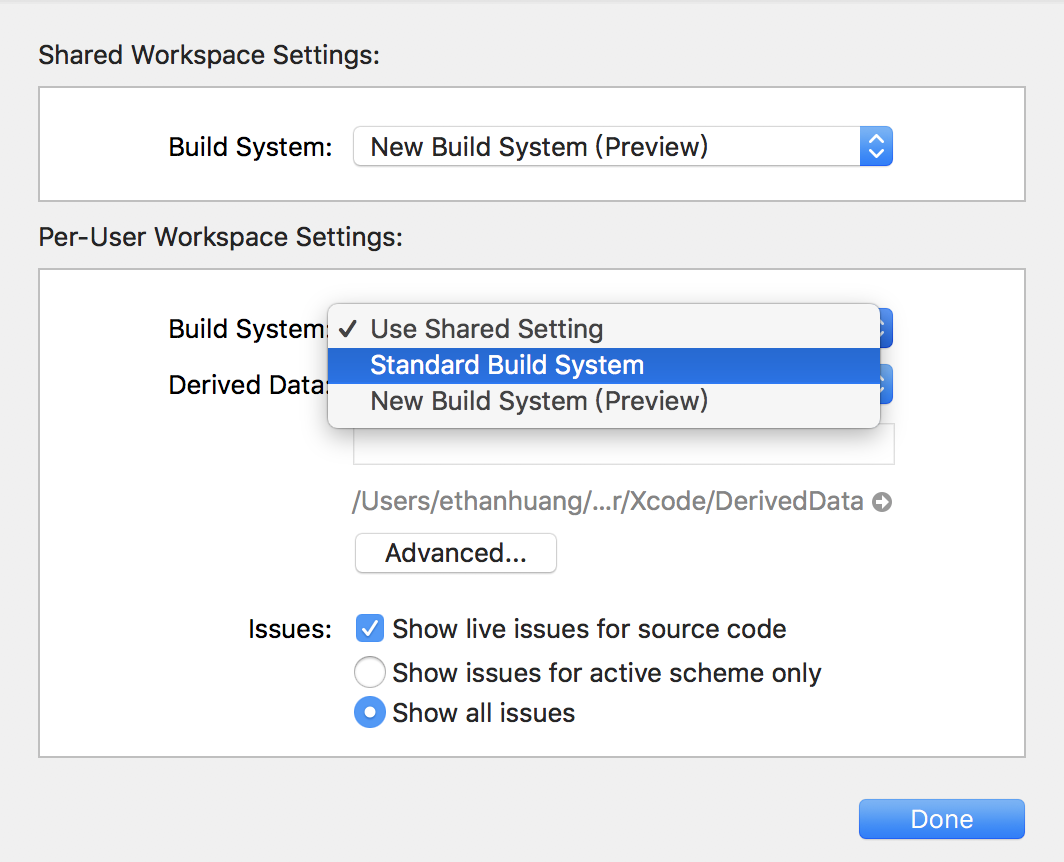 Shared Workspace Settings:
Build System: New Build System (Preview)
Per-User Workspace Settings:
Build System: ✓ Use Shared Setting
Standard Build System
Derived Data:
New Build System (Preview)
/Users/ethanhuang/...r/Xcode/DerivedData
Advanced...
Issues: Show live issues for source code
Show issues for active scheme only
Show all issues
Done